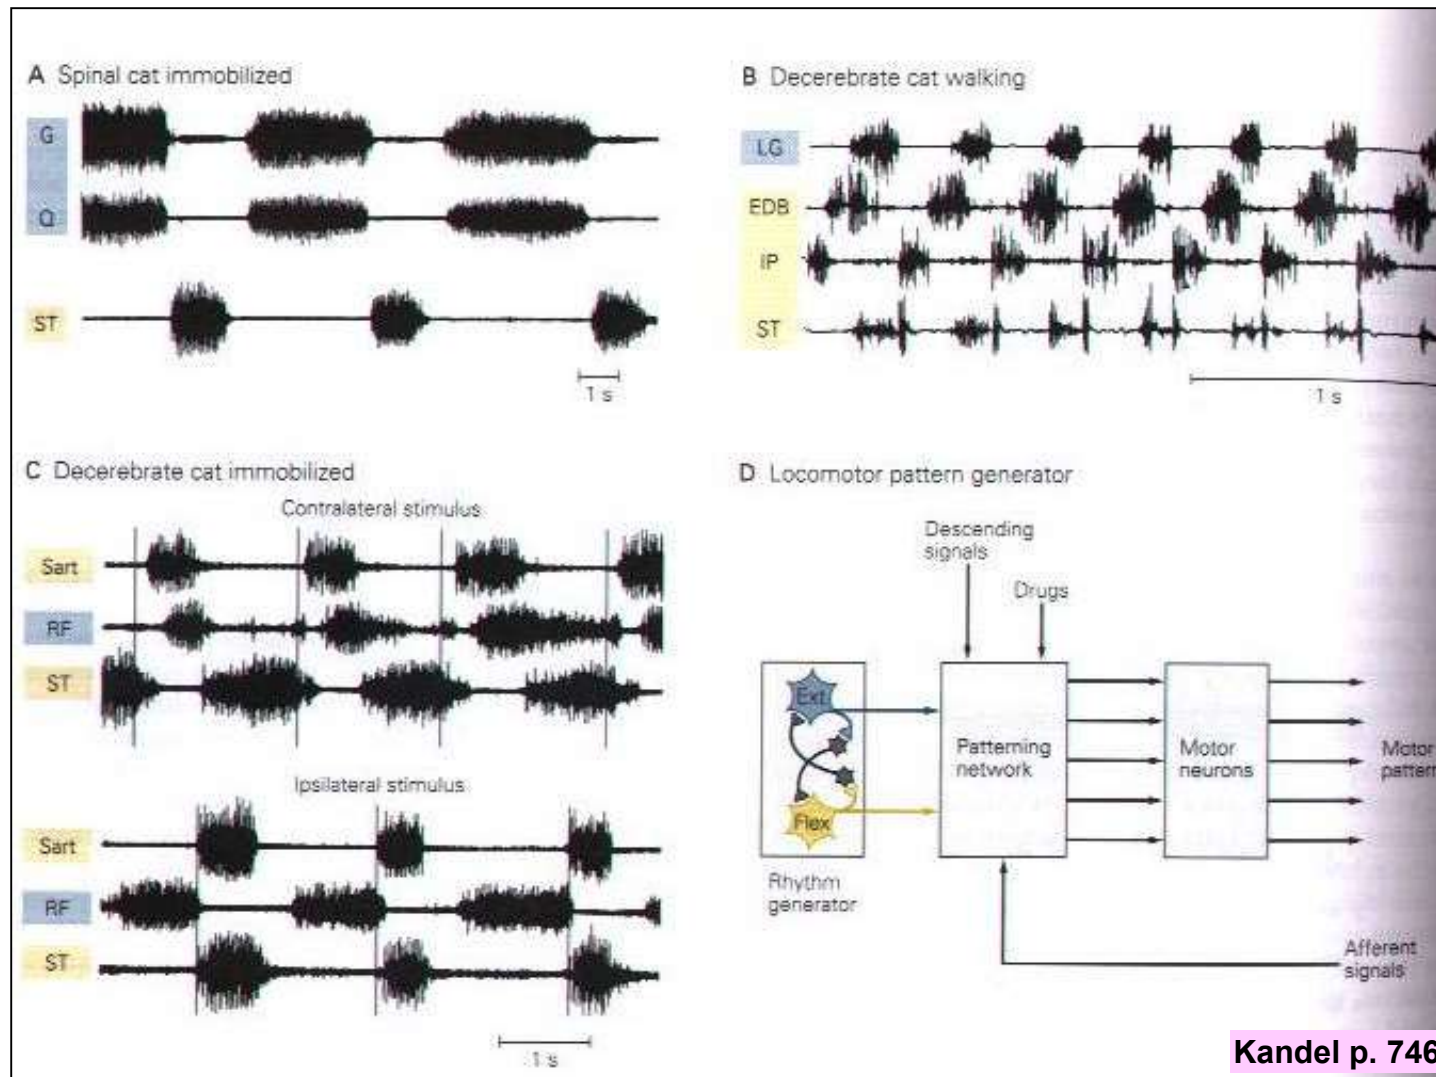 A Spinal cat immobilized
G
Q
ST
1 s
B Decerebrate cat walking
LG
EDB
IP
ST
1 s
C Decerebrate cat immobilized
Contralateral stimulus
Sart
RF
ST
Ipsilateral stimulus
Sart
RF
ST
1 s
D Locomotor pattern generator
Descending
signals
Drugs
Ext
Flex
Rhythm
generator
Patterning
network
Motor
neurons
Motor
pattern
Afferent
signals
Kandel p. 746